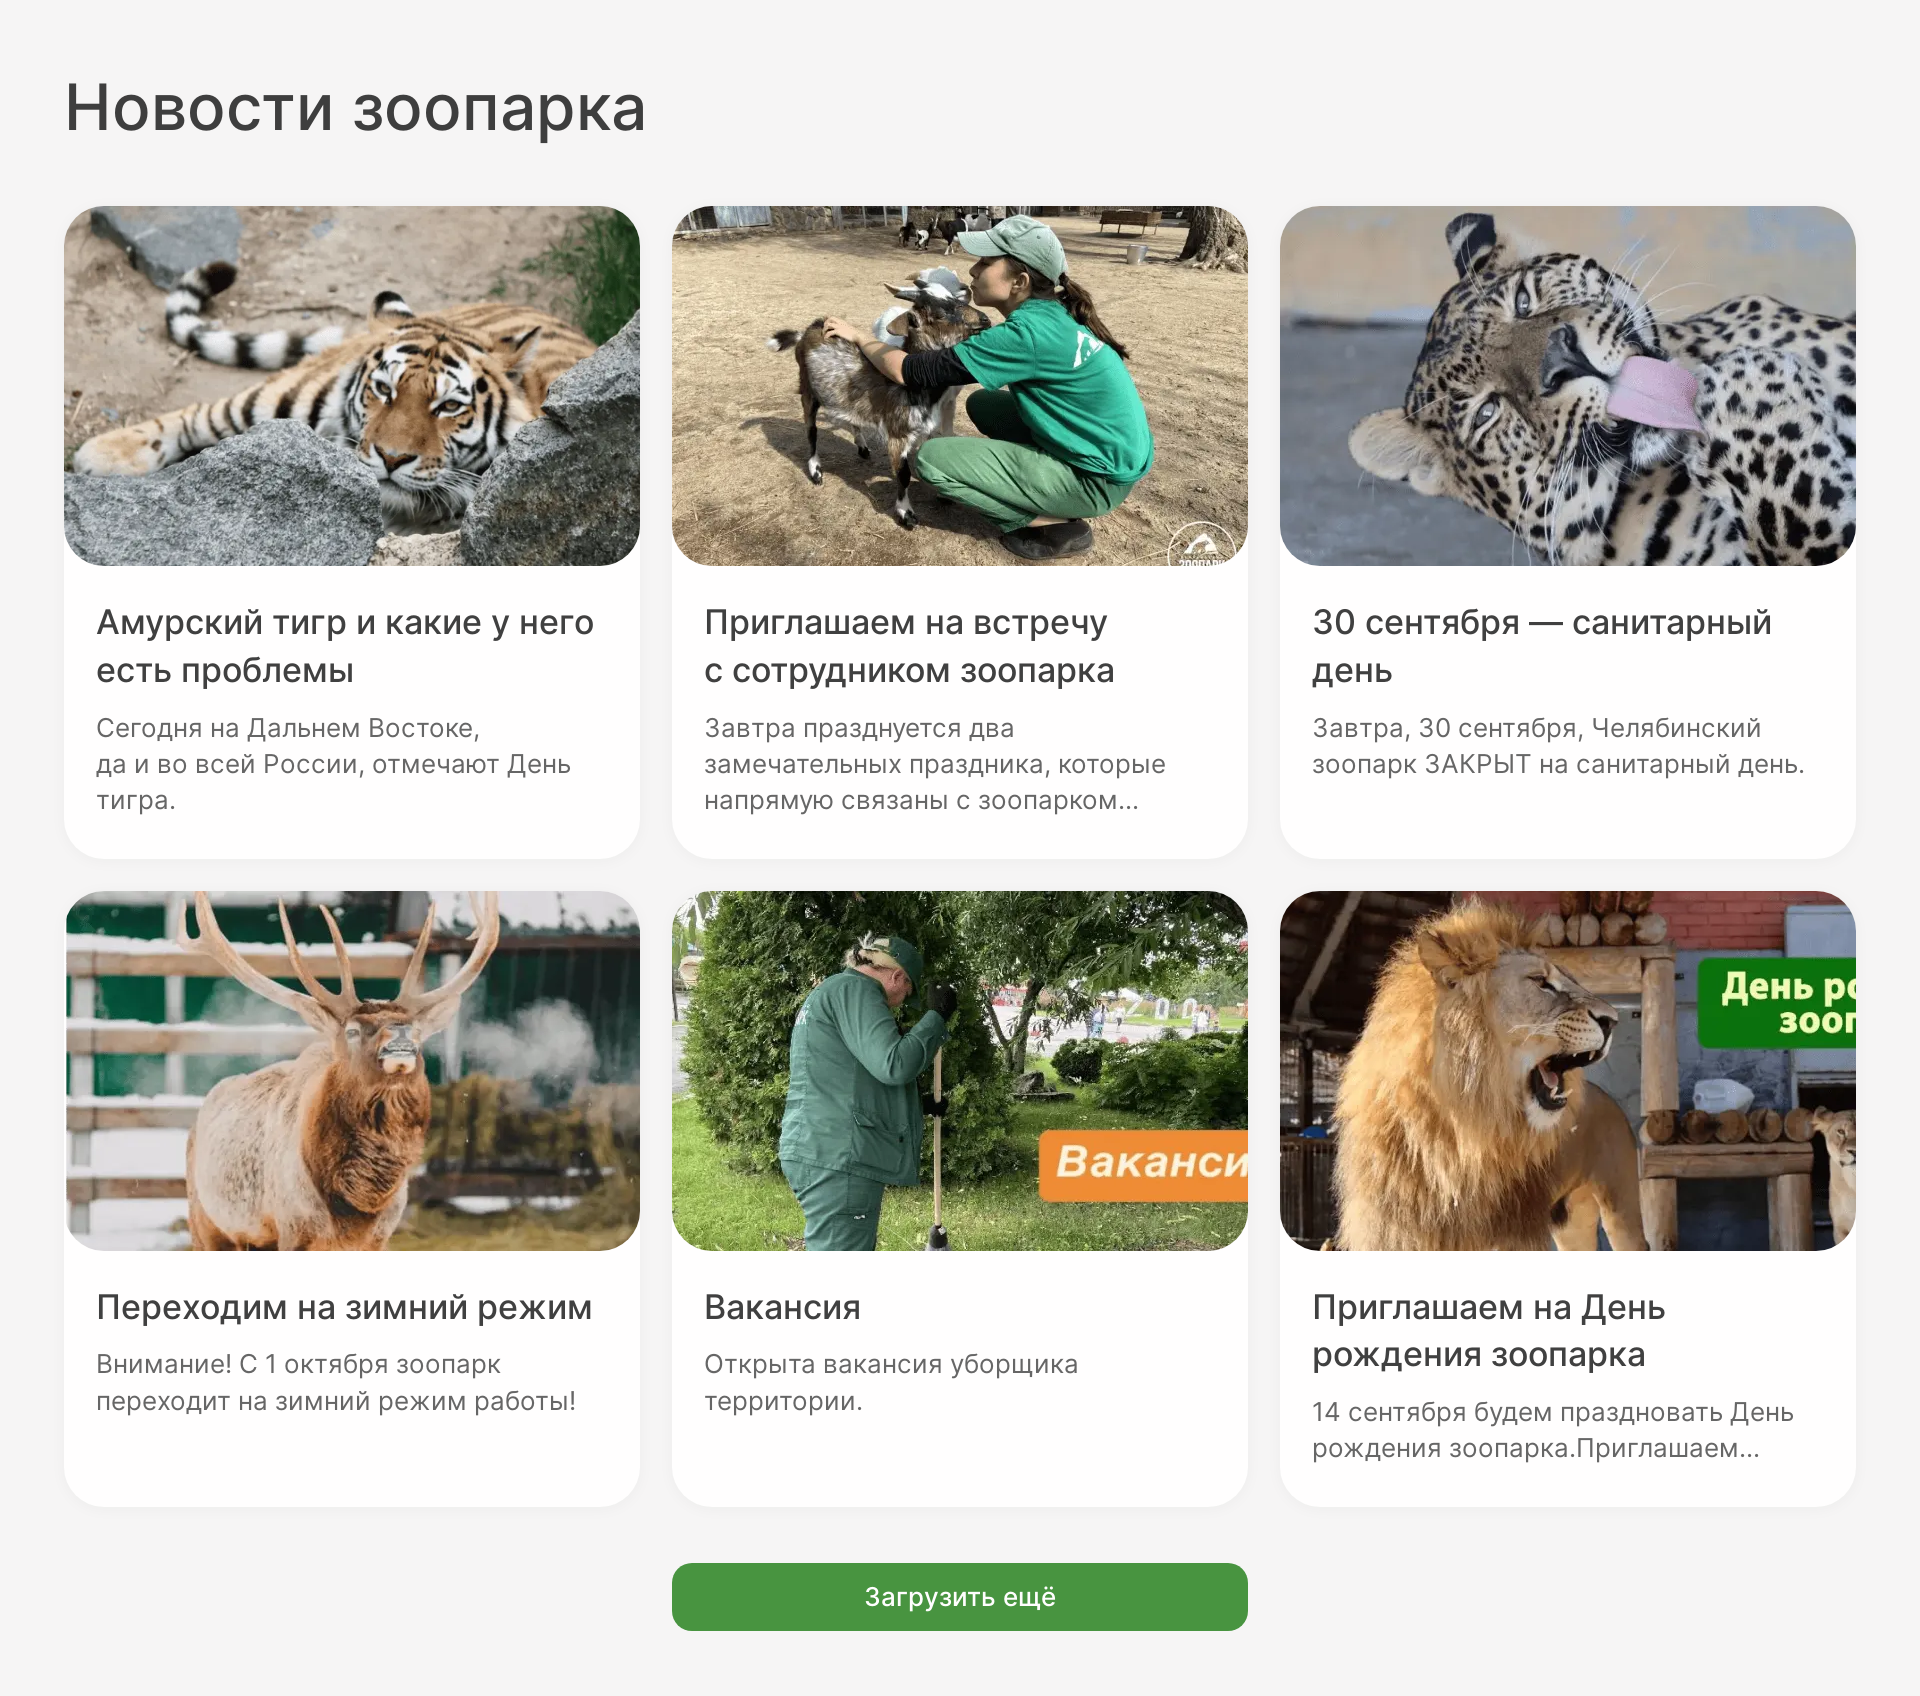 Новости зоопарка
ЗООПАРК
Амурский тигр и какие у него
есть проблемы
Сегодня на Дальнем Востоке,
да и во всей России, отмечают День
тигра.
Приглашаем на встречу
с сотрудником зоопарка
Завтра празднуется два
замечательных праздника, которые
напрямую связаны с зоопарком...
30 сентября — санитарный
день
Завтра, 30 сентября, Челябинский
зоопарк ЗАКРЫТ на санитарный день.
ZOO
Ваканси
День ро
зооп
Переходим на зимний режим
Внимание! С 1 октября зоопарк
переходит на зимний режим работы!
Вакансия
Открыта вакансия уборщика
территории.
Приглашаем на День
рождения зоопарка
14 сентября будем праздновать День
рождения зоопарка.Приглашаем...
Загрузить ещё